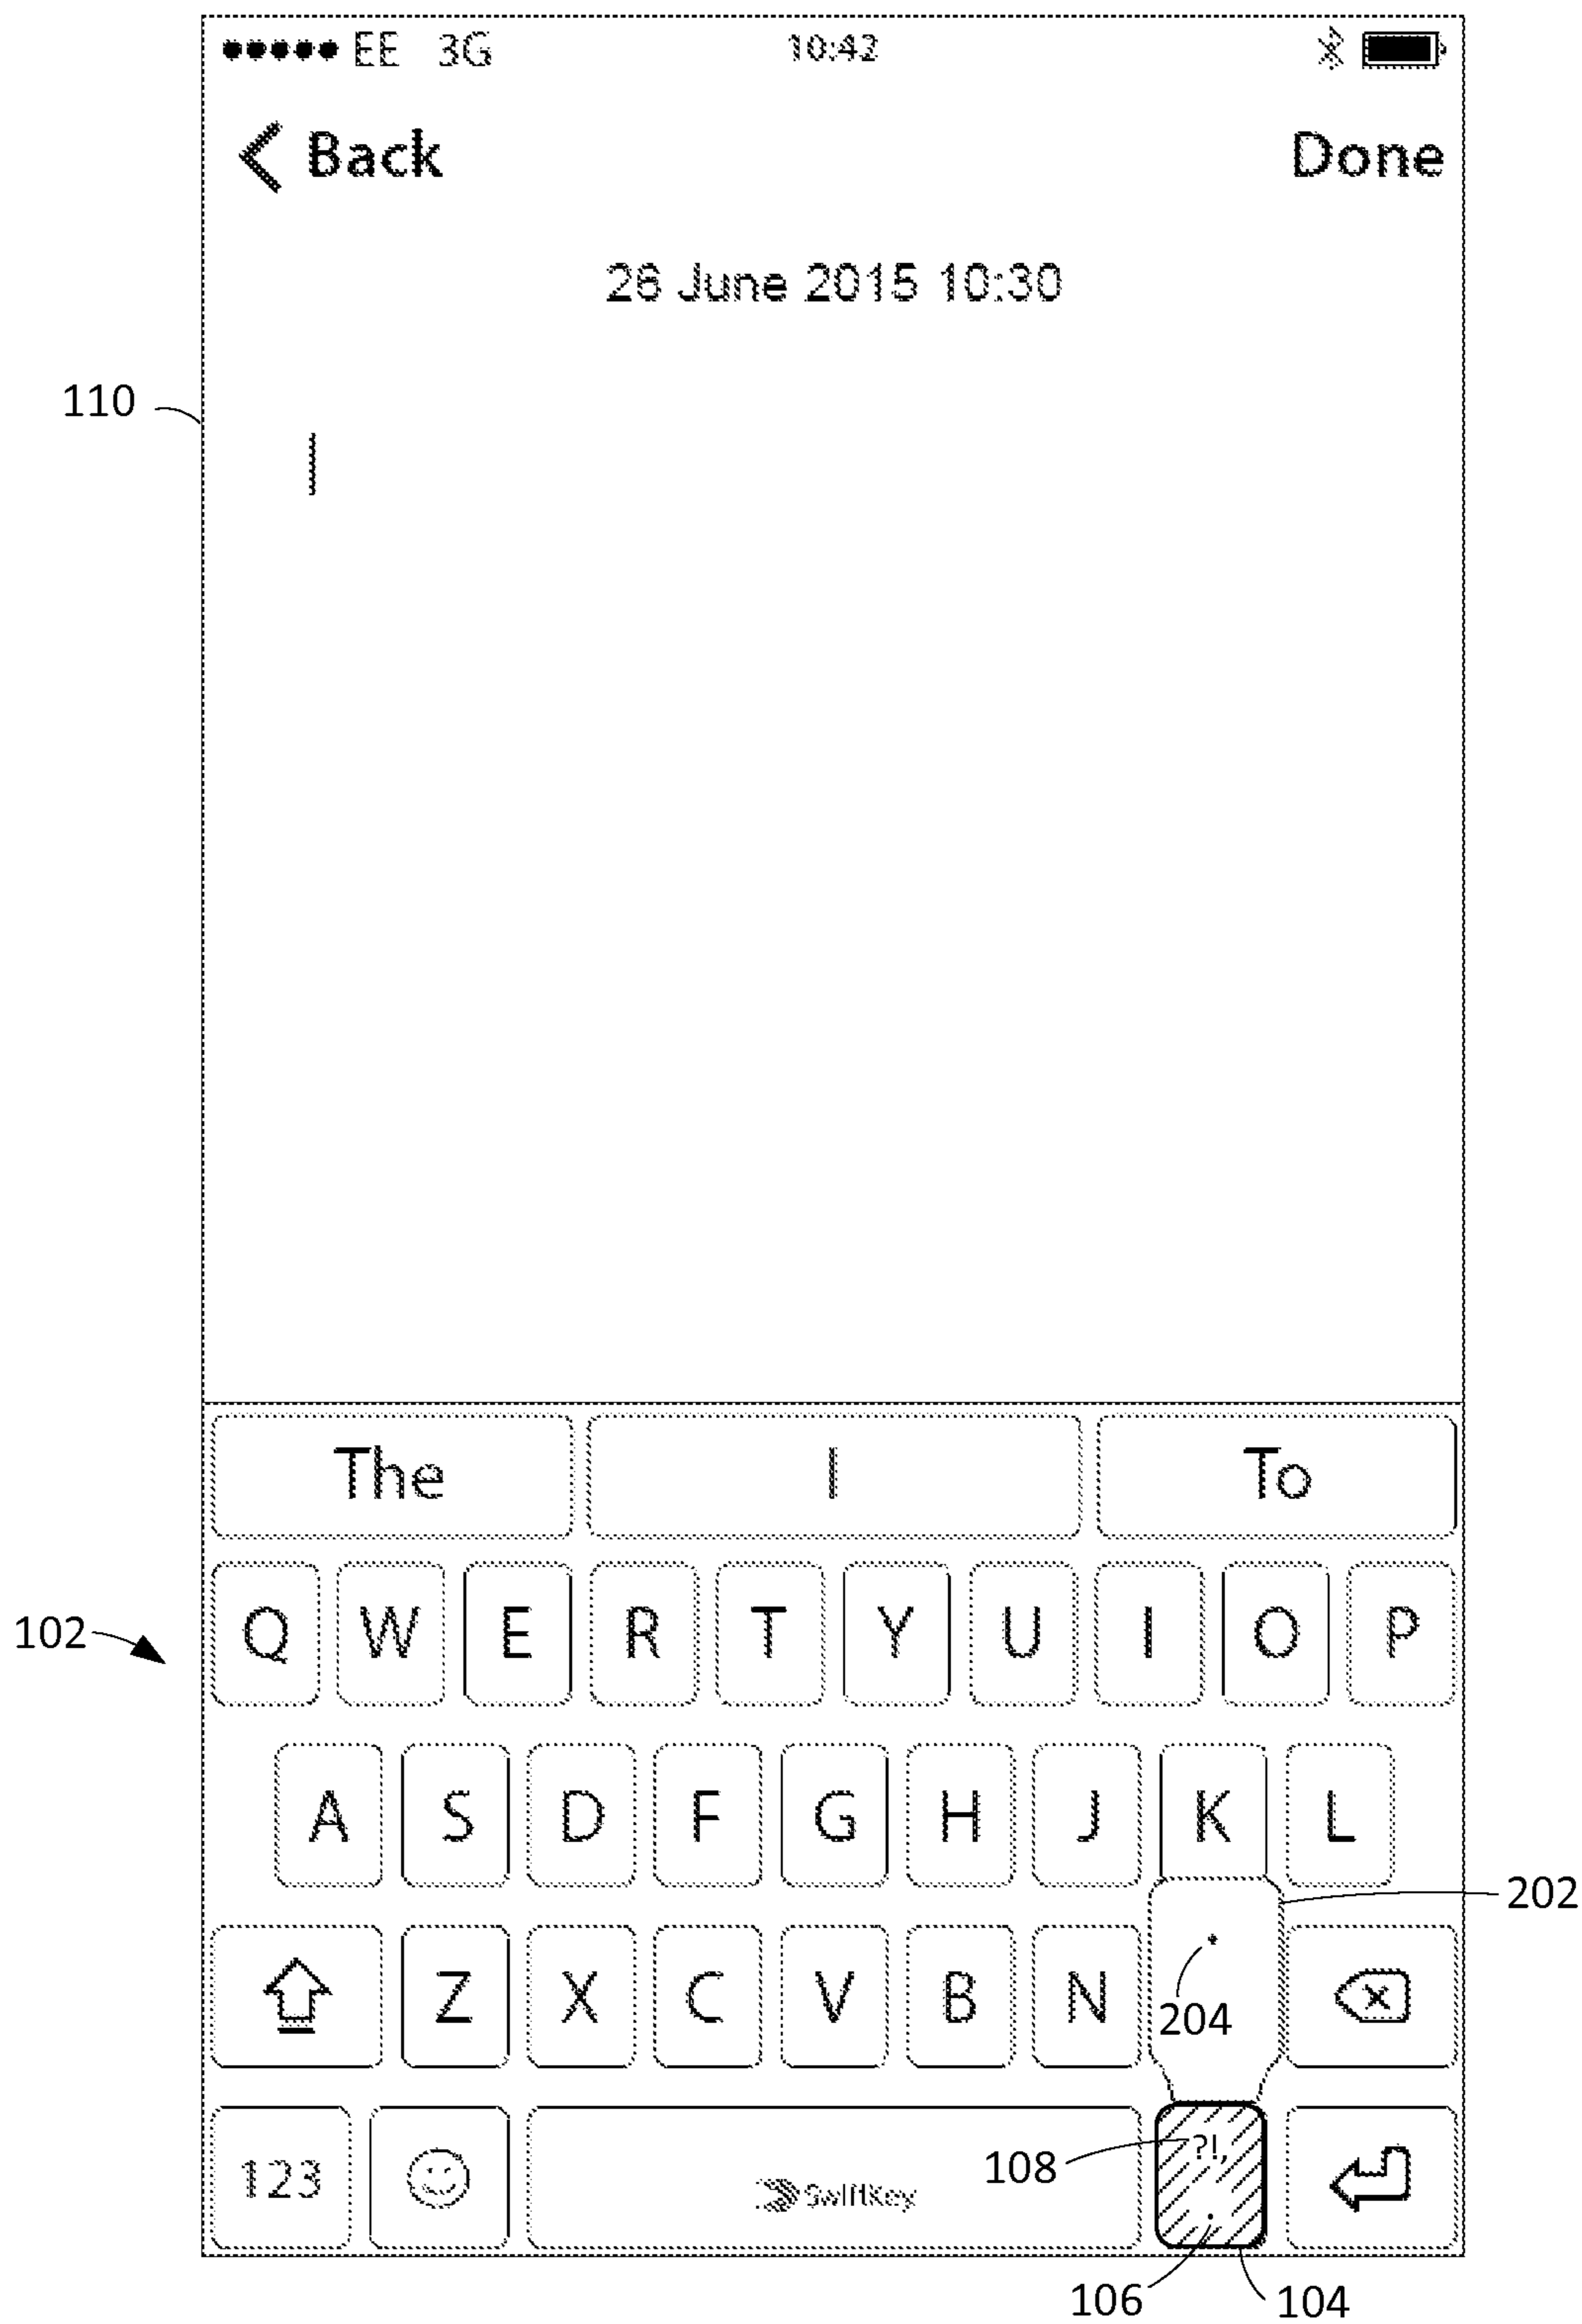 EE 3G 10:42
Back Done
26 June 2015 10:30
110
The I To
Q W E R T Y U I O P
102
A S D F G H J K L
202
Z X C V B N
204
123 SwiftKey ?!,
108
.
106 104